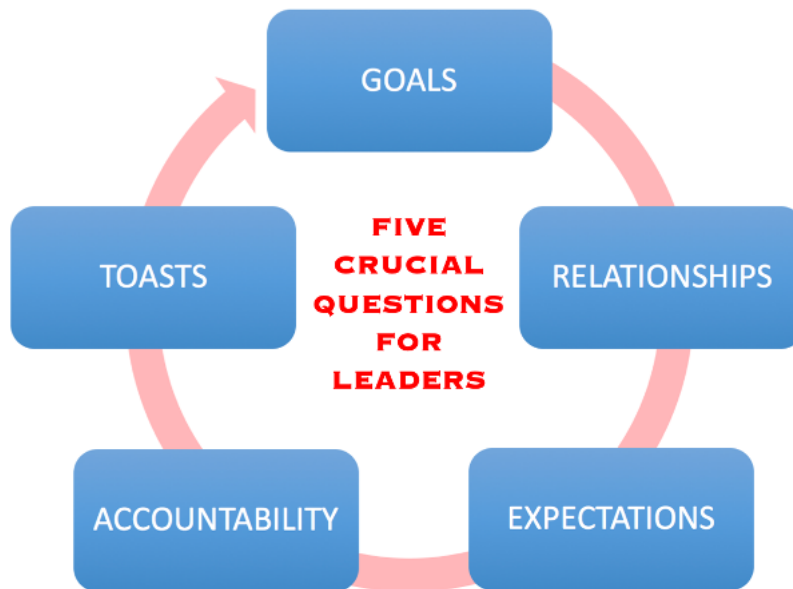 GOALS
RELATIONSHIPS
EXPECTATIONS
ACCOUNTABILITY
TOASTS
FIVE
CRUCIAL
QUESTIONS
FOR
LEADERS